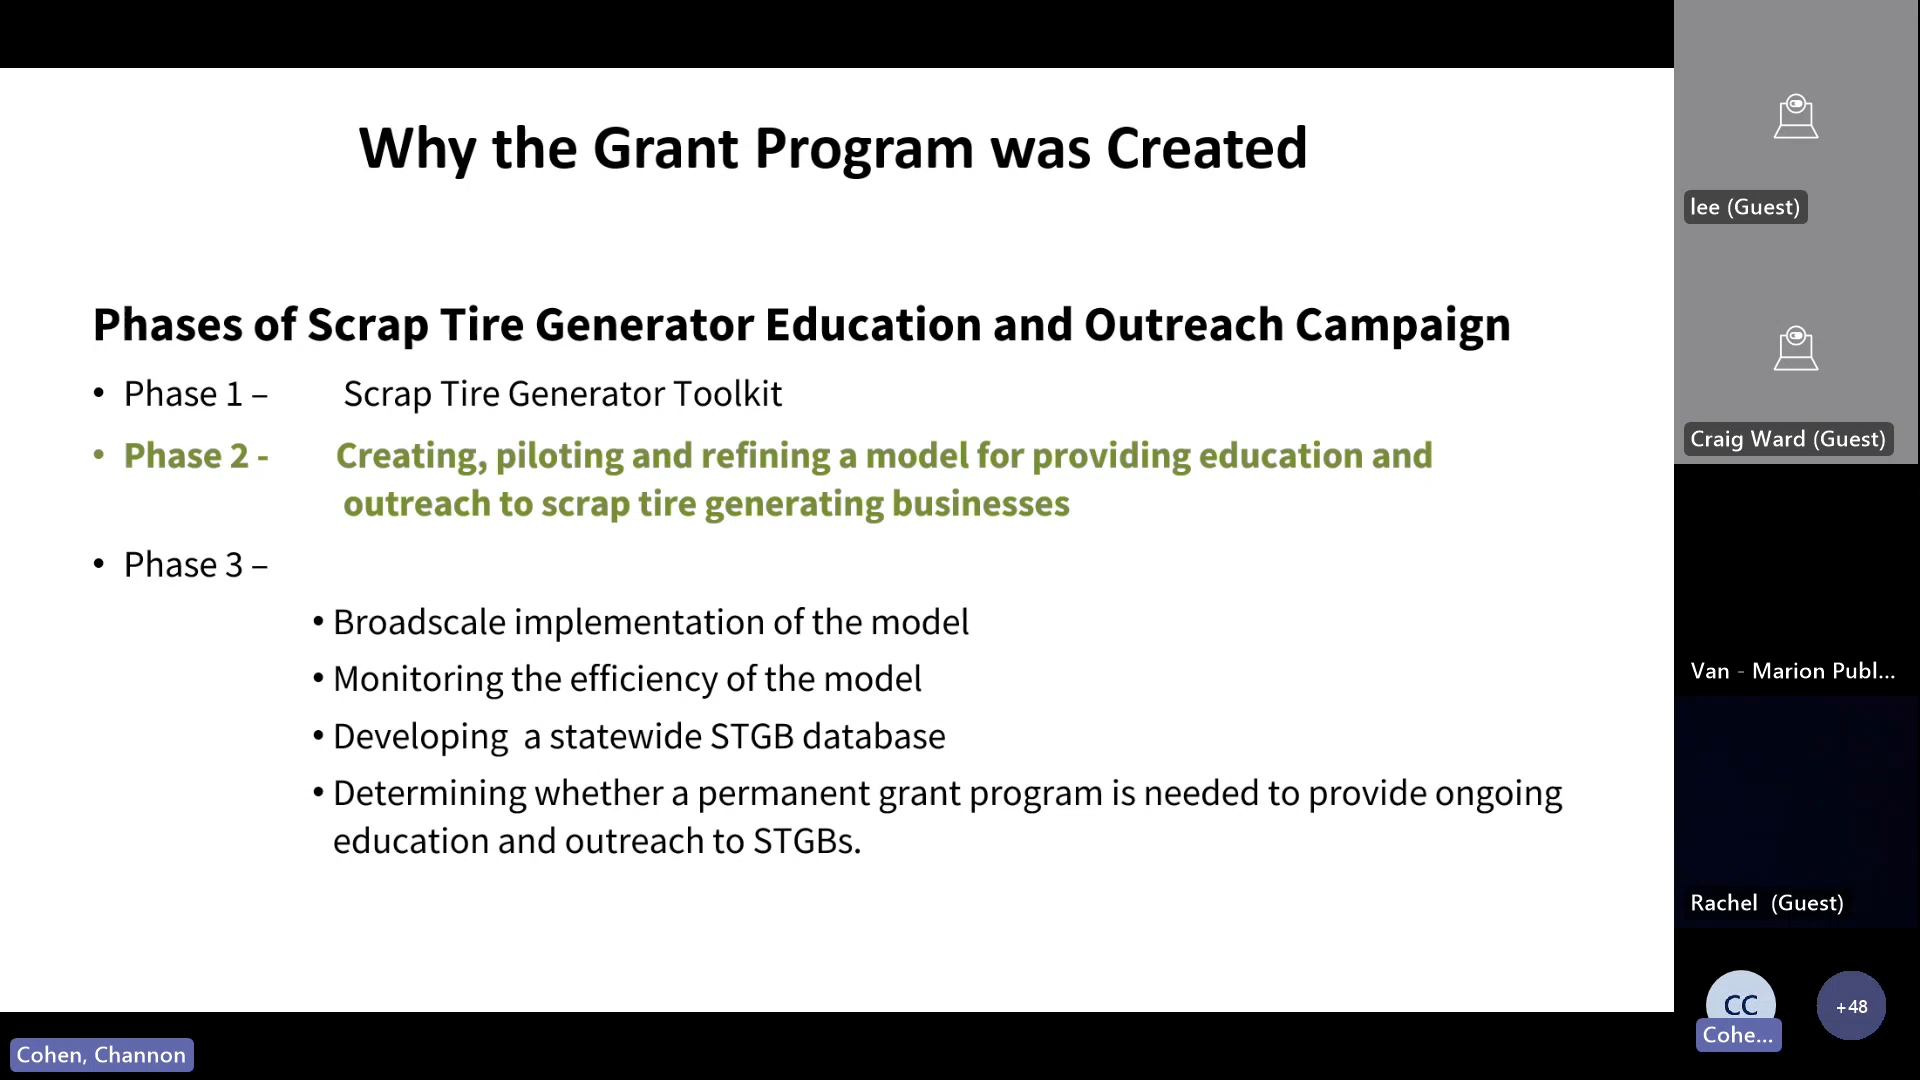 Why the Grant Program was Created
Phases of Scrap Tire Generator Education and Outreach Campaign
• Phase 1 – Scrap Tire Generator Toolkit
• Phase 2 - Creating, piloting and refining a model for providing education and
outreach to scrap tire generating businesses
• Phase 3 –
• Broadscale implementation of the model
• Monitoring the efficiency of the model
• Developing a statewide STGB database
• Determining whether a permanent grant program is needed to provide ongoing
education and outreach to STGBs.
lee (Guest)
Craig Ward (Guest)
Van - Marion Publ...
Rachel (Guest)
CC
+48
Cohe...
Cohen, Channon